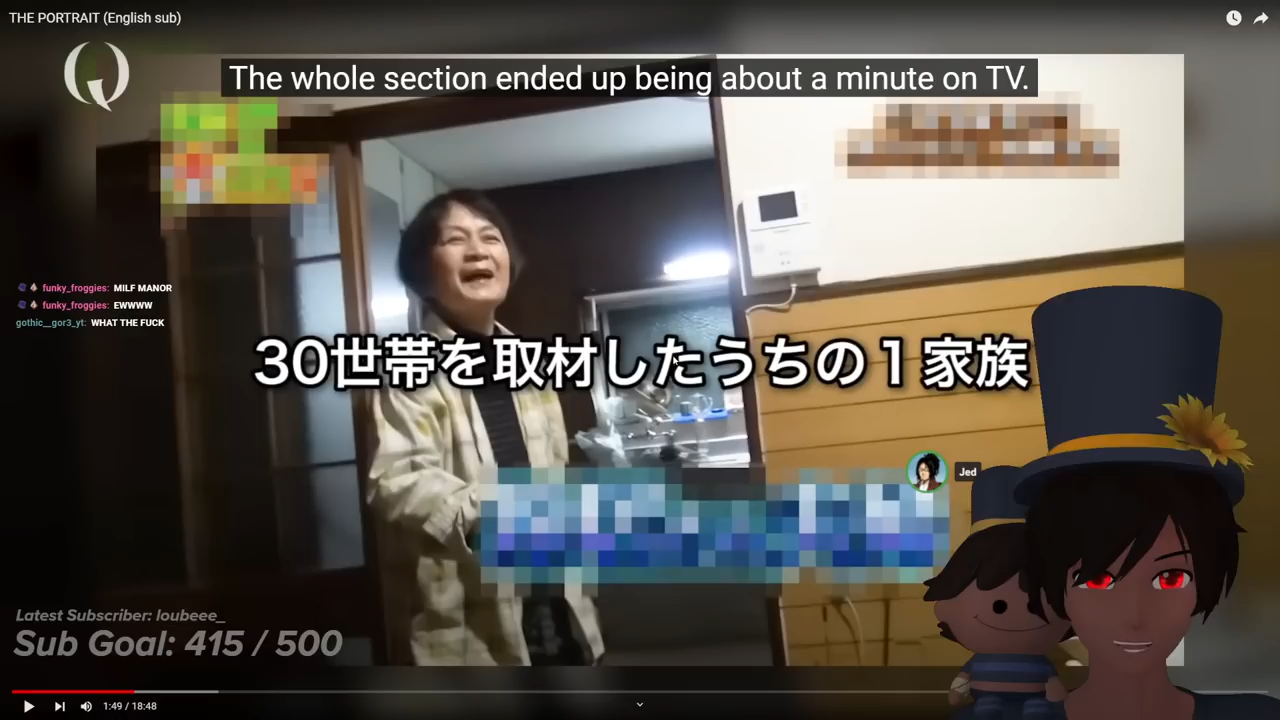 THE PORTRAIT (English sub)
Q
The whole section ended up being about a minute on TV.
funky_froggies: MILF MANOR
funky_froggies: EWWWW
gothic__gor3_yt: WHAT THE FUCK
30世帯を取材したうちの1家族
Jed
Latest Subscriber: loubeee_
Sub Goal: 415 / 500
1:49 / 18:48